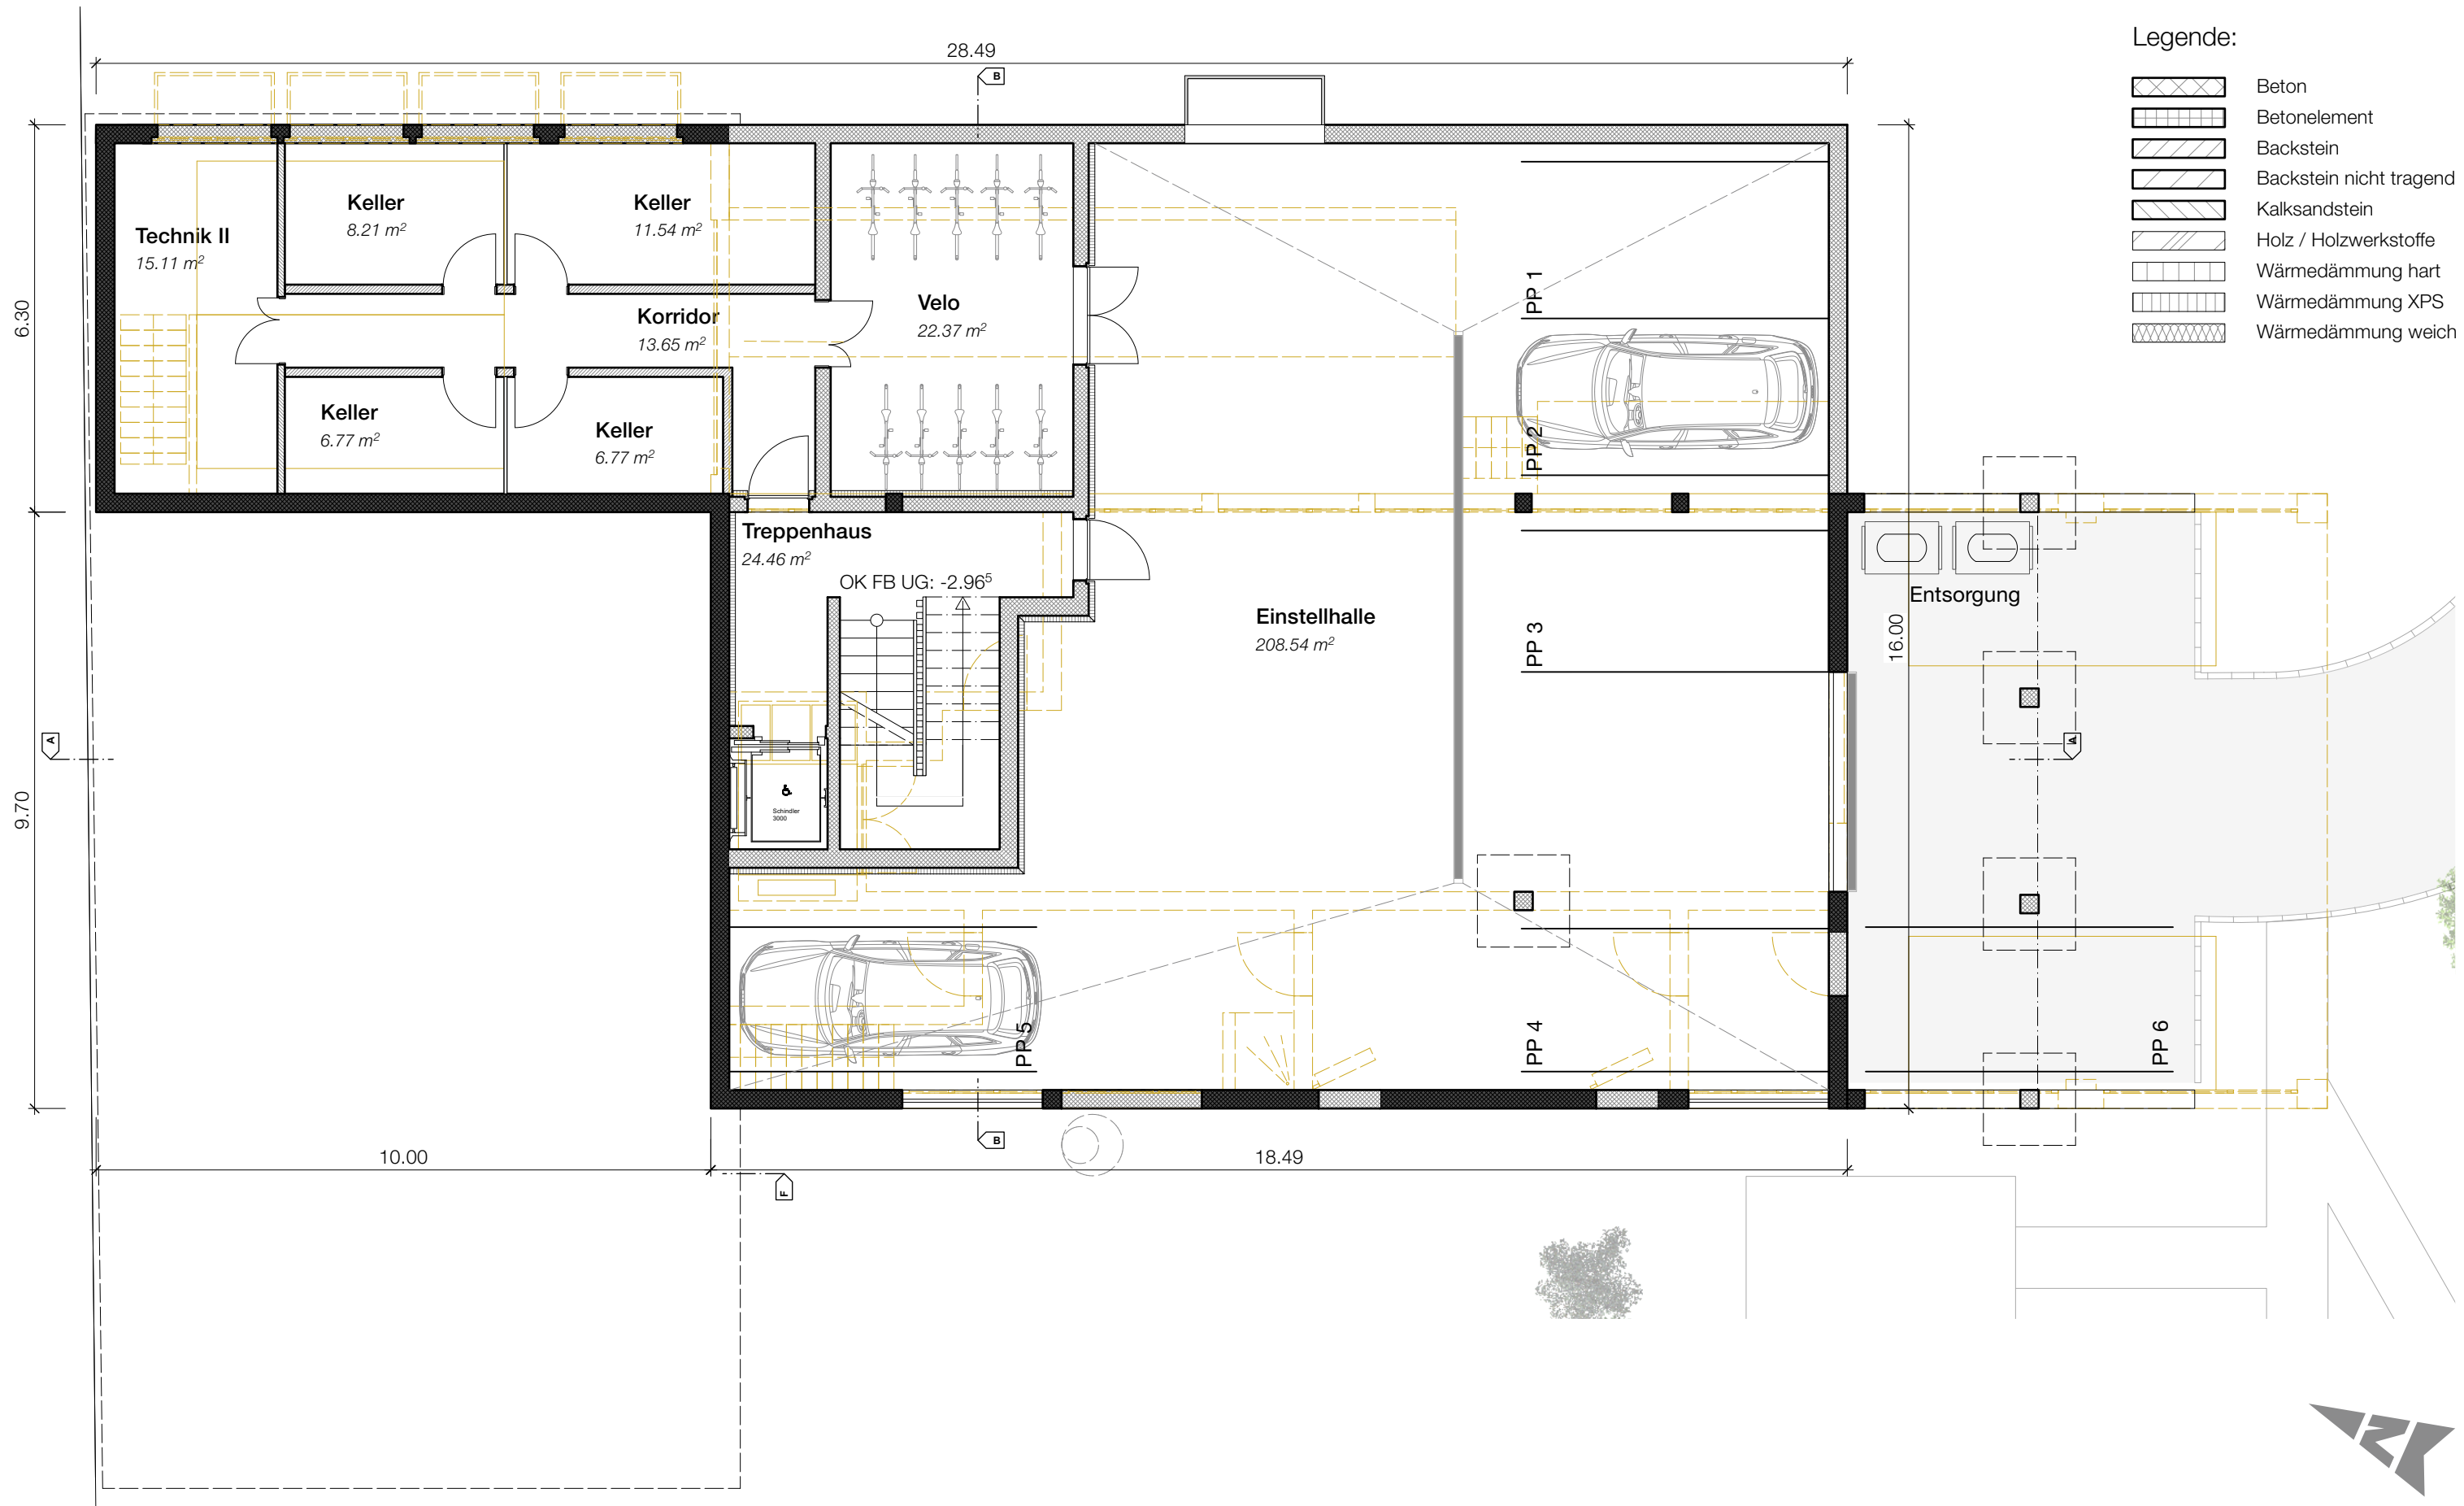 Legende:
Beton
Betonelement
Backstein
Backstein nicht tragend
Kalksandstein
Holz / Holzwerkstoffe
Wärmedämmung hart
Wärmedämmung XPS
Wärmedämmung weich
28.49
B
6.30
Technik II
15.11 m²
Keller
8.21 m²
Keller
11.54 m²
Korridor
13.65 m²
Velo
22.37 m²
Keller
6.77 m²
Keller
6.77 m²
PP 1
PP 2
Treppenhaus
24.46 m²
OK FB UG: -2.96⁵
Einstellhalle
208.54 m²
PP 3
Entsorgung
16.00
A
A
9.70
Schindler
3000
PP 5
PP 4
PP 6
B
10.00
18.49
F
N